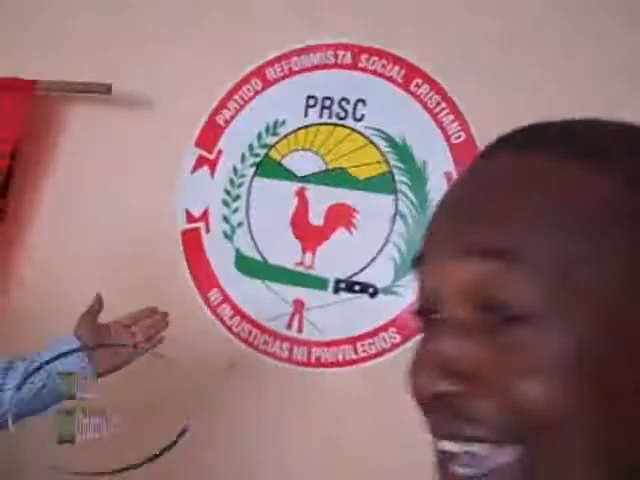 PARTIDO REFORMISTA SOCIAL CRISTIANO
PRSC
NI INJUSTICIAS NI PRIVILEGIOS